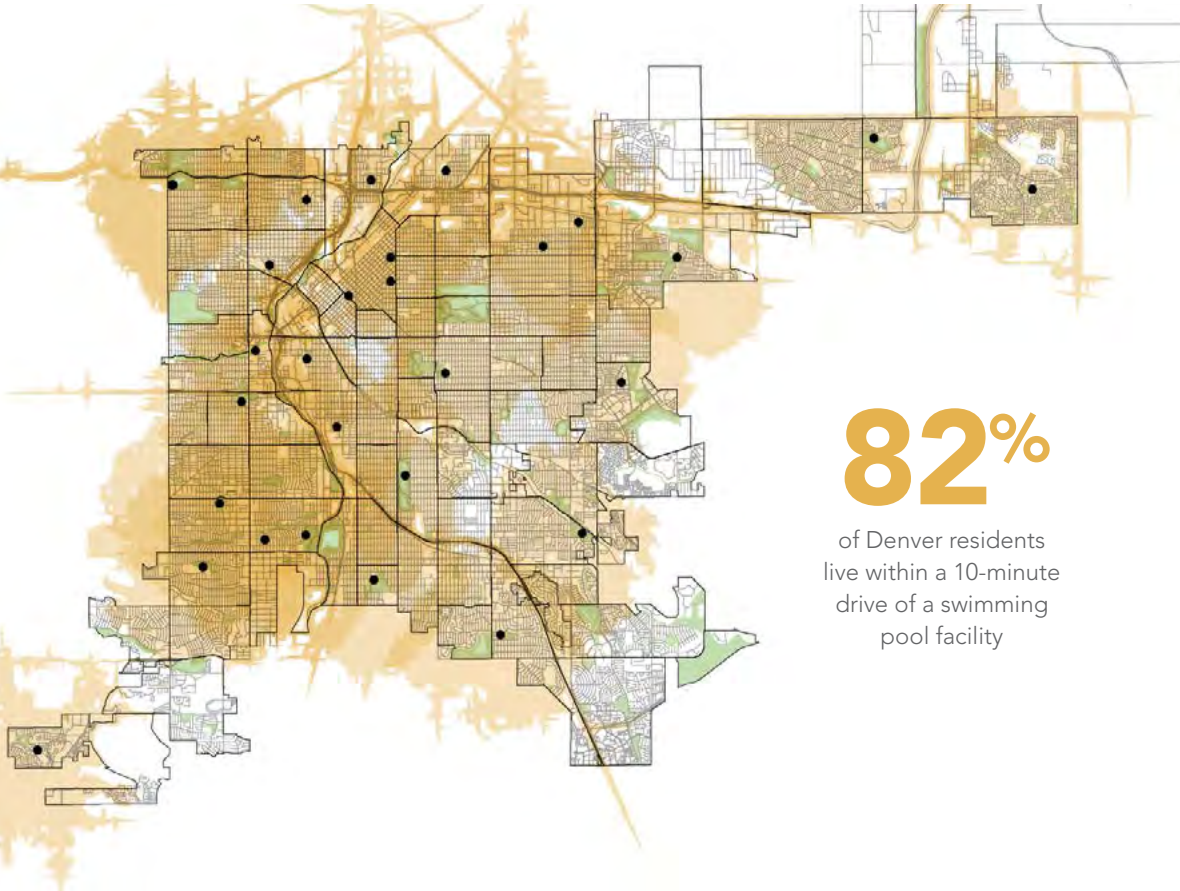 82%
of Denver residents
live within a 10-minute
drive of a swimming
pool facility